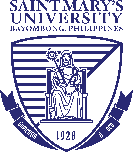 SAINT MARY'S
UNIVERSITY
BAYOMBONG, PHILIPPINES
1928